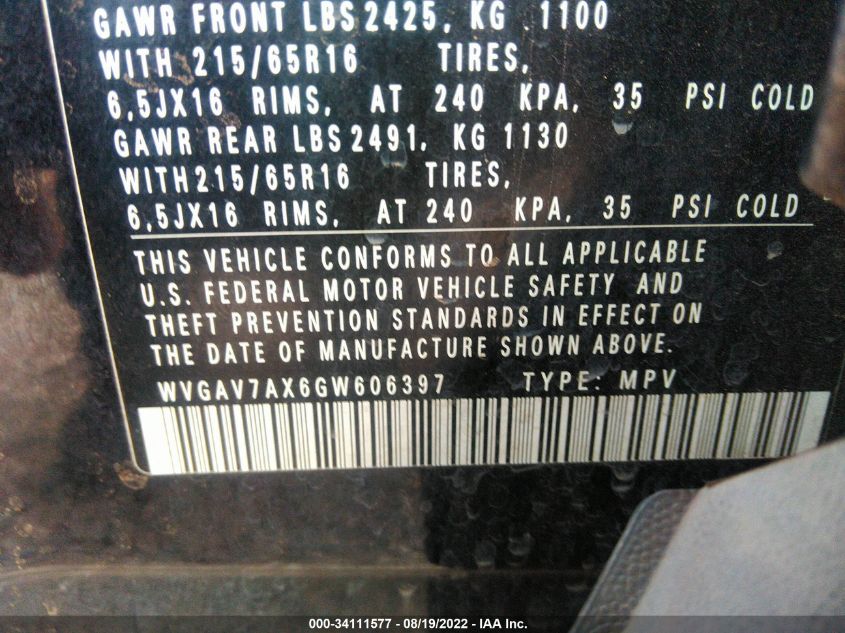 GAWR FRONT LBS 2425, KG 1100
WITH 215/65R16 TIRES,
6,5JX16 RIMS, AT 240 KPA, 35 PSI COLD
GAWR REAR LBS 2491, KG 1130
WITH 215/65R16 TIRES,
6,5JX16 RIMS, AT 240 KPA, 35 PSI COLD
THIS VEHICLE CONFORMS TO ALL APPLICABLE
U.S. FEDERAL MOTOR VEHICLE SAFETY AND
THEFT PREVENTION STANDARDS IN EFFECT ON
THE DATE OF MANUFACTURE SHOWN ABOVE.
WVGAV7AX6GW606397 TYPE: MPV
000-34111577 - 08/19/2022 - IAA Inc.